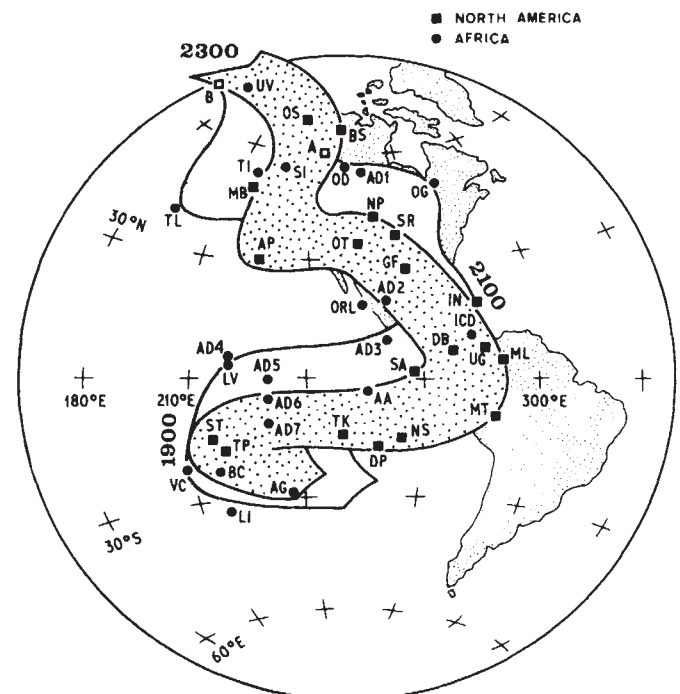 NORTH AMERICA
AFRICA
2300
B
UV
OS
BS
A
TI
SI
OD
AD1
MB
OG
TL
30°N
NP
SR
OT
AP
GF
2100
AD2
ORL
IN
ICD
AD3
DB
UG
ML
AD4
LV
AD5
SA
180°E
210°E
AD6
AA
300°E
MT
1900
ST
AD7
TK
NS
TP
DP
BC
VC
AG
LI
30°S
60°E